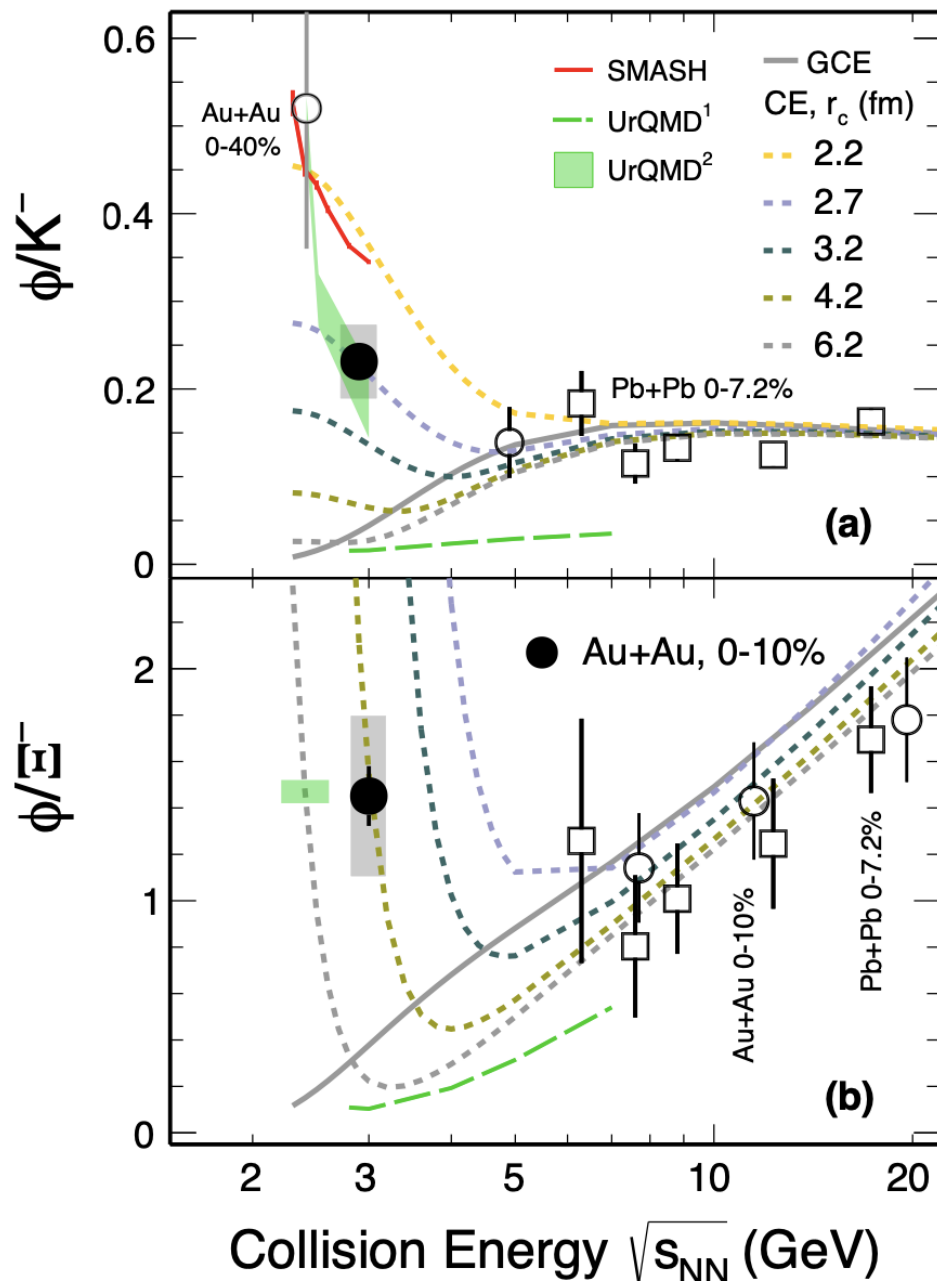 0.6
0.4
0.2
0
ϕ/K⁻
Au+Au
0-40%
SMASH
UrQMD¹
UrQMD²
GCE
CE, r_c (fm)
2.2
2.7
3.2
4.2
6.2
Pb+Pb 0-7.2%
(a)
2
1
0
ϕ/Ξ⁻
Au+Au, 0-10%
Au+Au 0-10%
Pb+Pb 0-7.2%
(b)
2
3
5
10
20
Collision Energy √s_NN (GeV)